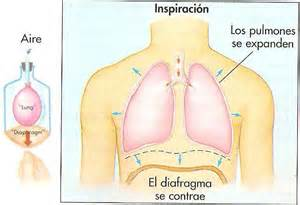 Inspiración
Aire
Los pulmones
se expanden
"Lung"
"Diaphragm"
El diafragma
se contrae